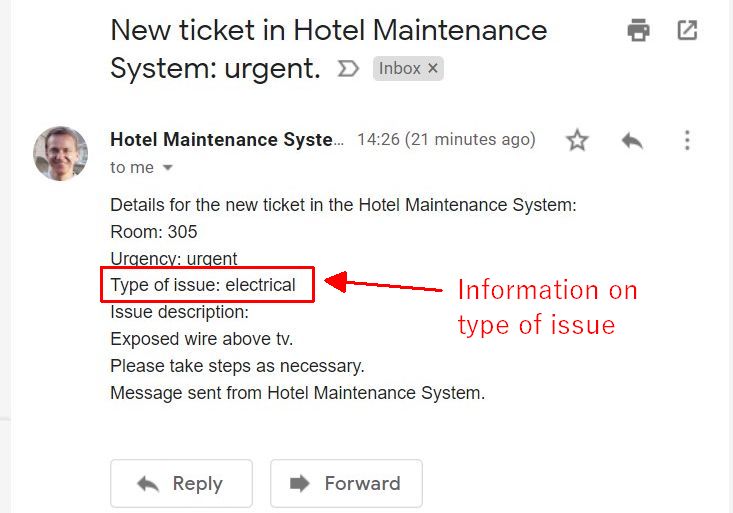 New ticket in Hotel Maintenance
System: urgent.
Inbox ×
Hotel Maintenance Syste... 14:26 (21 minutes ago)
to me
Details for the new ticket in the Hotel Maintenance System:
Room: 305
Urgency: urgent
Type of issue: electrical
Issue description:
Exposed wire above tv.
Please take steps as necessary.
Message sent from Hotel Maintenance System.
Information on
type of issue
Reply
Forward